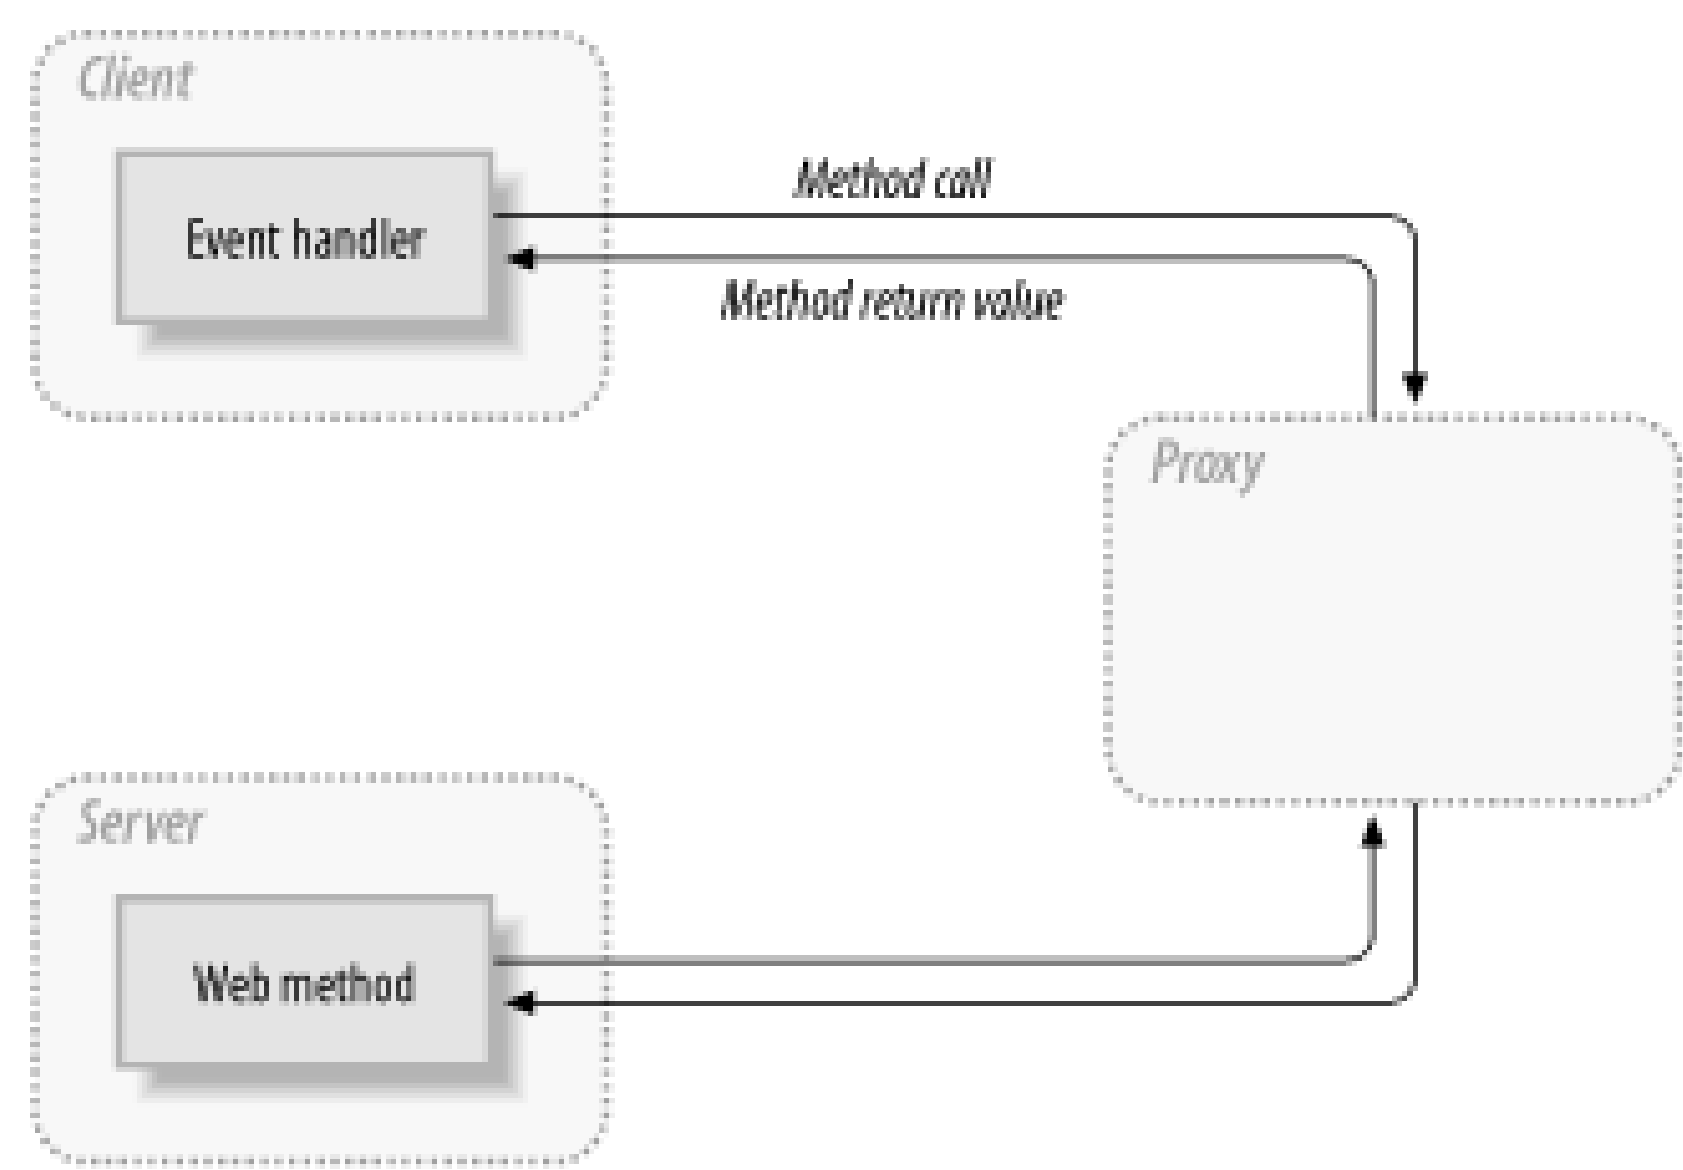 Client
Event handler
Method call
Method return value
Proxy
Server
Web method